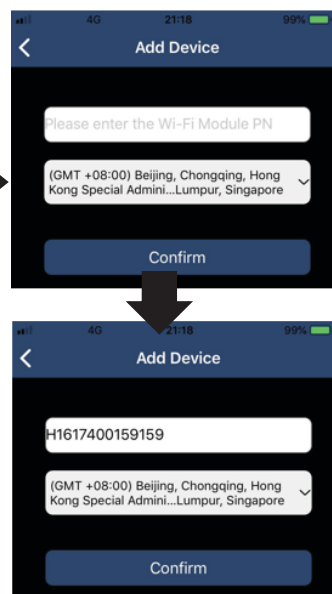 4G 21:18 99%
Add Device
Please enter the Wi-Fi Module PN
(GMT +08:00) Beijing, Chongqing, Hong
Kong Special Admini...Lumpur, Singapore
Confirm
4G 21:18 99%
Add Device
H1617400159159
(GMT +08:00) Beijing, Chongqing, Hong
Kong Special Admini...Lumpur, Singapore
Confirm